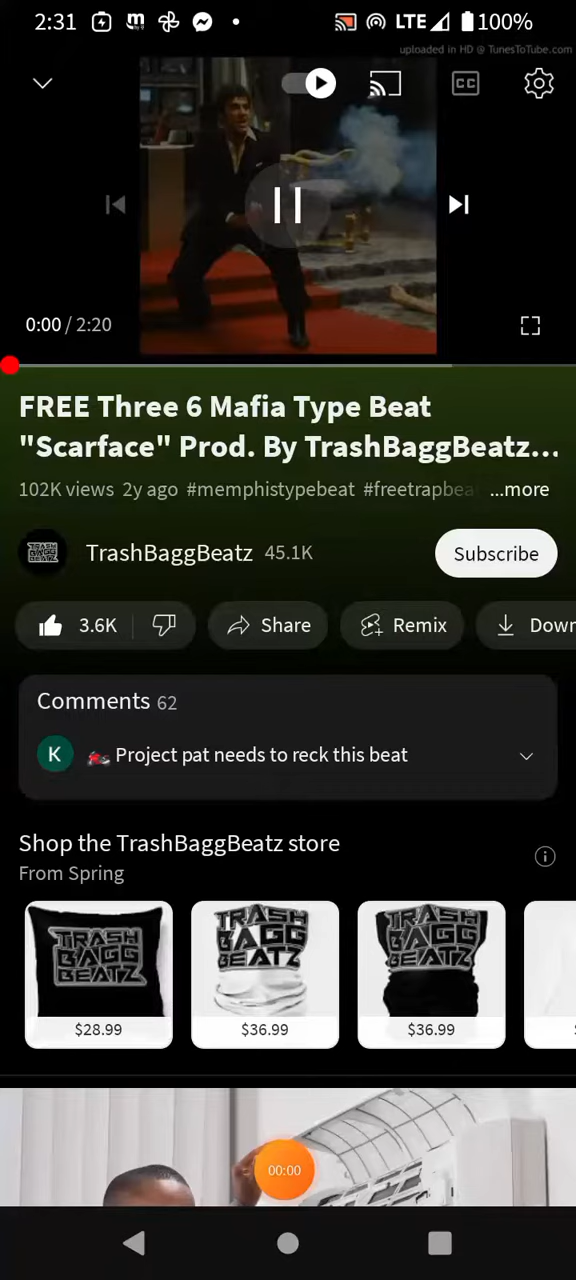 2:31
LTE 100%
uploaded in HD @ TunesToTube.com
CC
0:00 / 2:20
FREE Three 6 Mafia Type Beat
"Scarface" Prod. By TrashBaggBeatz...
102K views 2y ago #memphistypebeat #freetrapbea ...more
TRASH BAGG BEATZ
TrashBaggBeatz 45.1K
Subscribe
3.6K
Share
Remix
Down
Comments 62
K
Project pat needs to reck this beat
Shop the TrashBaggBeatz store
From Spring
TRASH
BAGG
BEATZ
TRASH
BAGG
BEATZ
TRASH
BAGG
BEATZ
$28.99
$36.99
$36.99
00:00